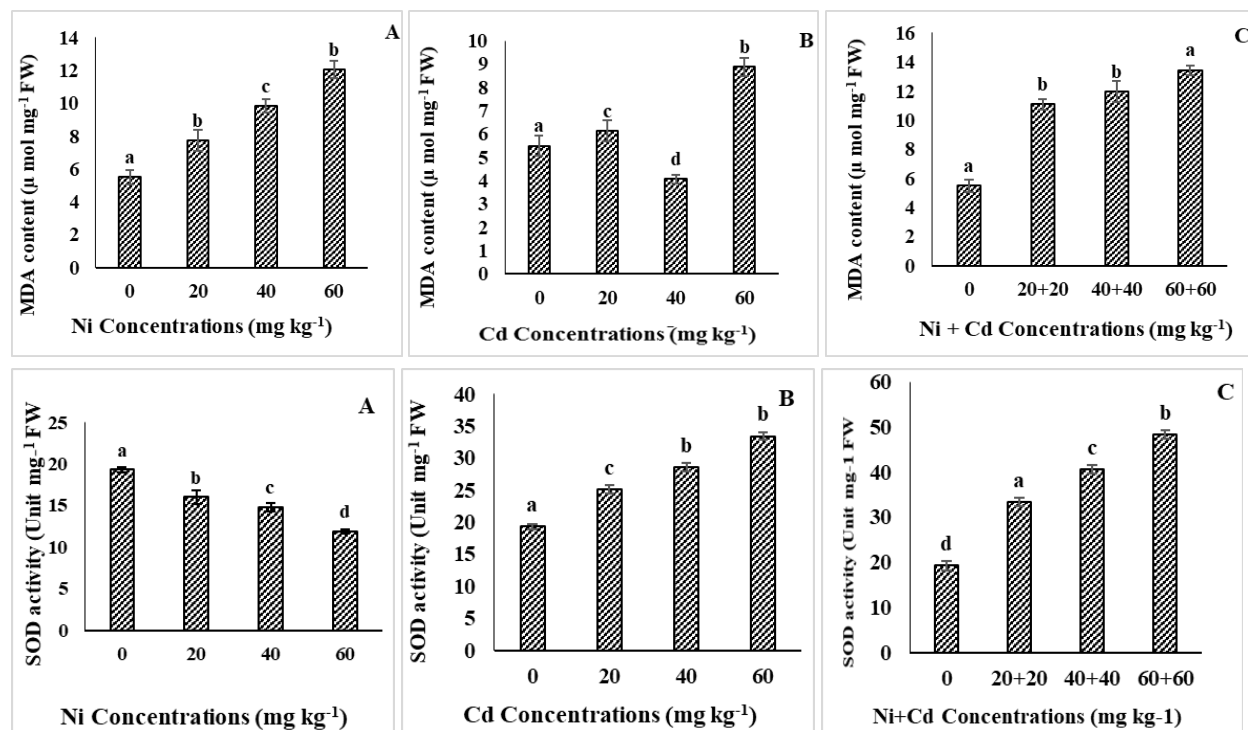 A
MDA content (μ mol mg⁻¹ FW)
14
12
10
8
6
4
2
0
a
b
c
b
0 20 40 60
Ni Concentrations (mg kg⁻¹)
B
MDA content (μ mol mg⁻¹ FW)
10
9
8
7
6
5
4
3
2
1
0
a
c
d
b
0 20 40 60
Cd Concentrations (mg kg⁻¹)
C
MDA content (μ mol mg⁻¹ FW)
16
14
12
10
8
6
4
2
0
a
b
b
a
0 20+20 40+40 60+60
Ni + Cd Concentrations (mg kg⁻¹)
A
SOD activity (Unit mg-¹ FW
25
20
15
10
5
0
a
b
c
d
0 20 40 60
Ni Concentrations (mg kg⁻¹)
B
SOD activity (Unit mg⁻¹ FW
40
35
30
25
20
15
10
5
0
a
c
b
b
0 20 40 60
Cd Concentrations (mg kg⁻¹)
C
SOD activity (Unit mg-1 FW
60
50
40
30
20
10
0
d
a
c
b
0 20+20 40+40 60+60
Ni+Cd Concentrations (mg kg-1)